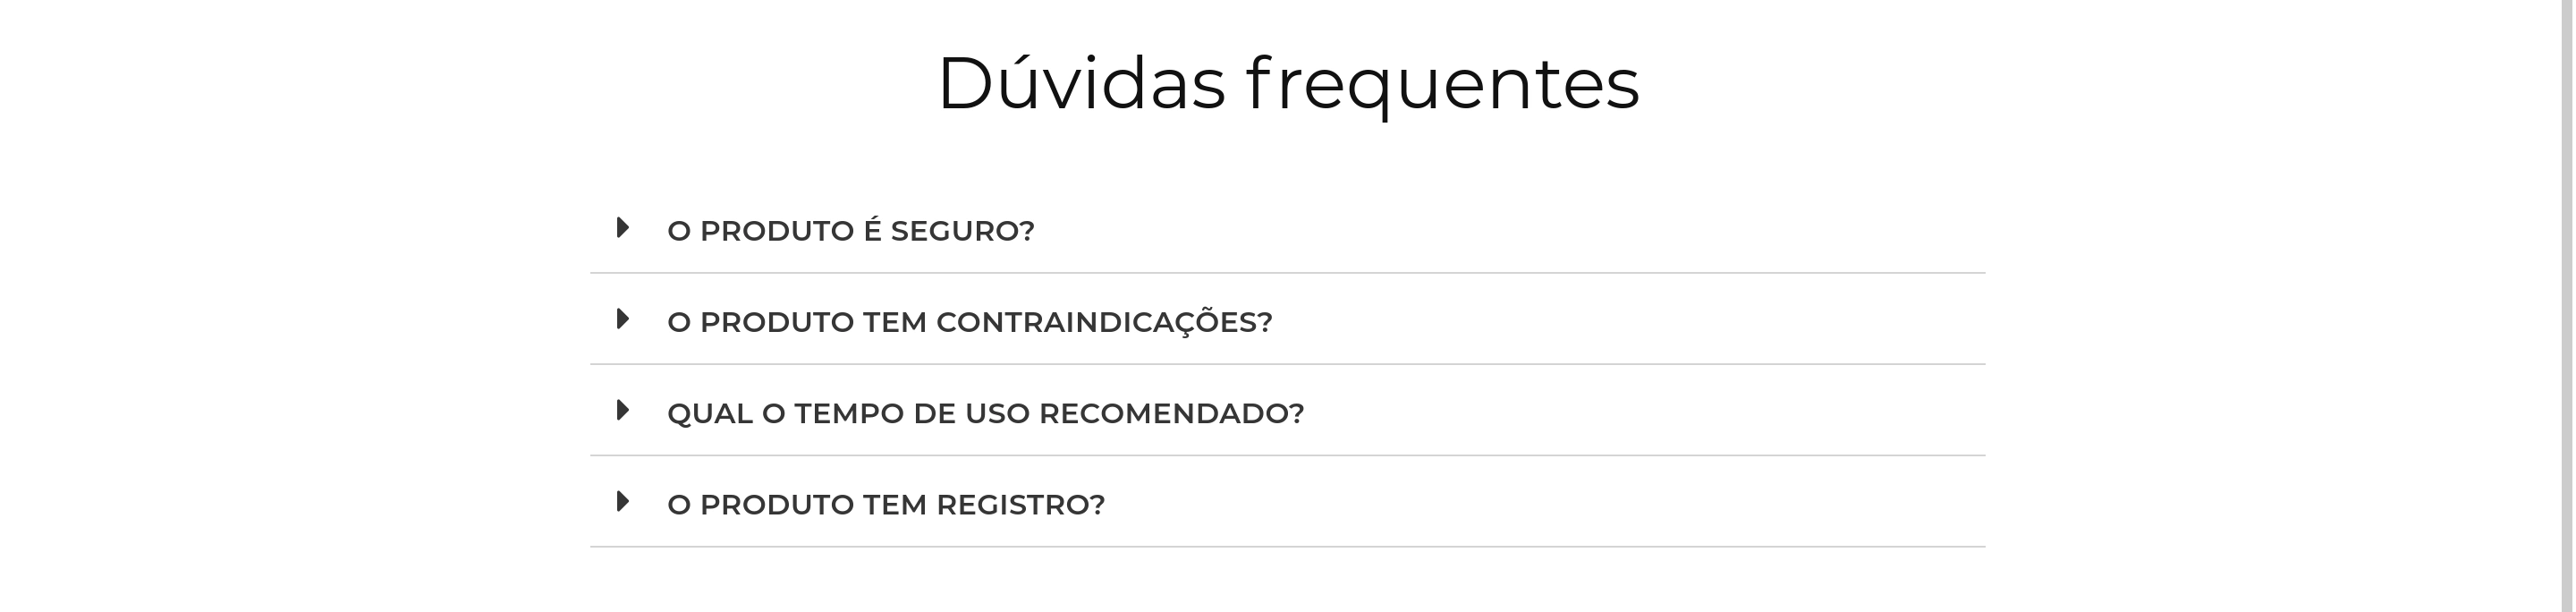 Dúvidas frequentes
O PRODUTO É SEGURO?
O PRODUTO TEM CONTRAINDICAÇÕES?
QUAL O TEMPO DE USO RECOMENDADO?
O PRODUTO TEM REGISTRO?